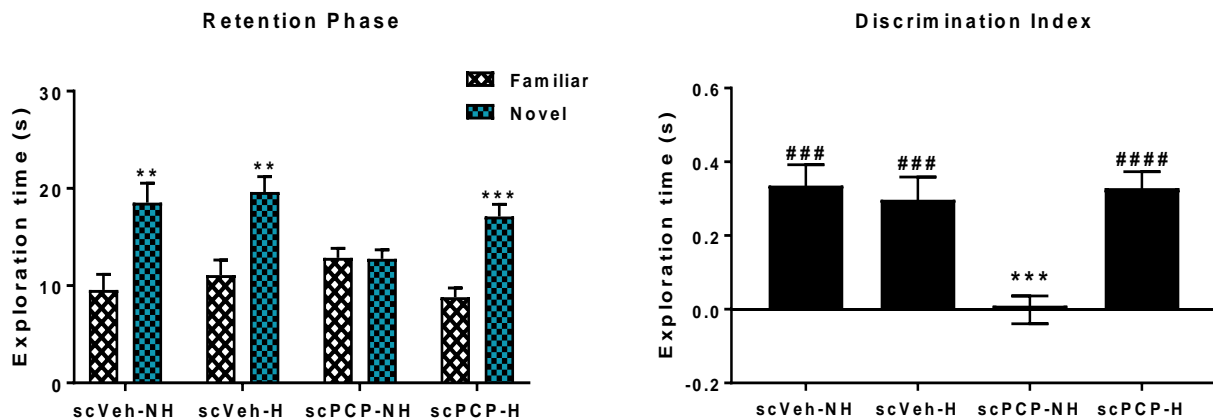 Retention Phase
Familiar
Novel
Exploration time (s)
30
20
10
0
** ** ***
scVeh-NH scVeh-H scPCP-NH scPCP-H
Discrimination Index
Exploration time (s)
0.6
0.4
0.2
0.0
-0.2
### ### *** ####
scVeh-NH scVeh-H scPCP-NH scPCP-H